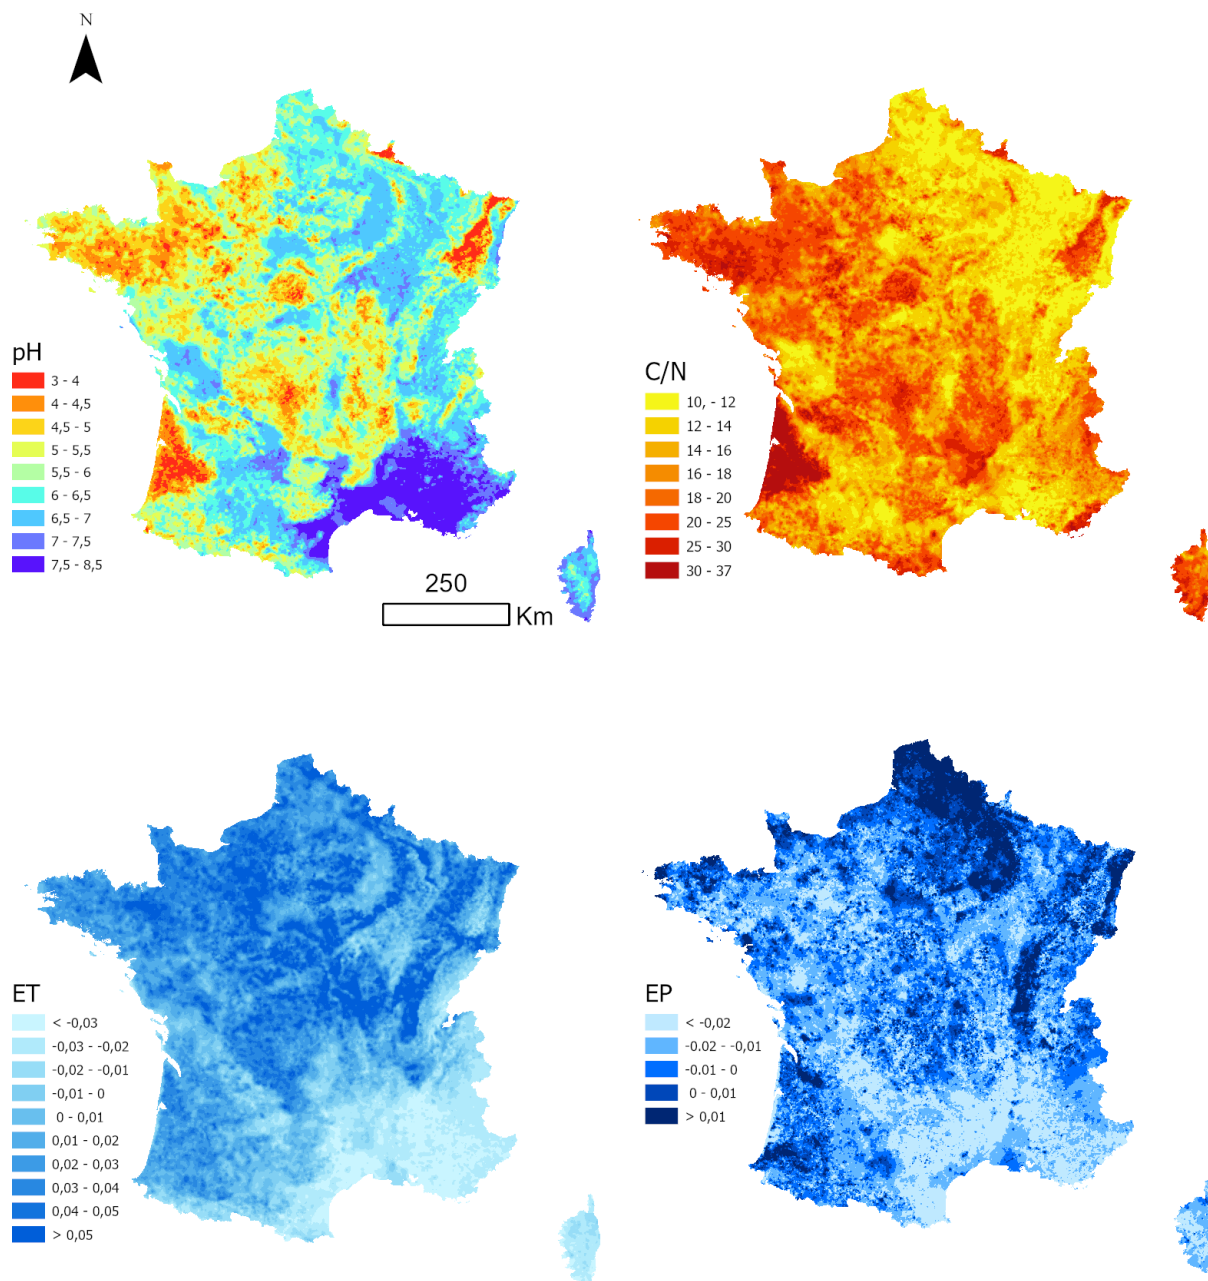 N
pH
3 - 4
4 - 4,5
4,5 - 5
5 - 5,5
5,5 - 6
6 - 6,5
6,5 - 7
7 - 7,5
7,5 - 8,5
250
Km
C/N
10, - 12
12 - 14
14 - 16
16 - 18
18 - 20
20 - 25
25 - 30
30 - 37
ET
< -0,03
-0,03 - -0,02
-0,02 - -0,01
-0,01 - 0
0 - 0,01
0,01 - 0,02
0,02 - 0,03
0,03 - 0,04
0,04 - 0,05
> 0,05
EP
< -0,02
-0.02 - -0,01
-0.01 - 0
0 - 0,01
> 0,01